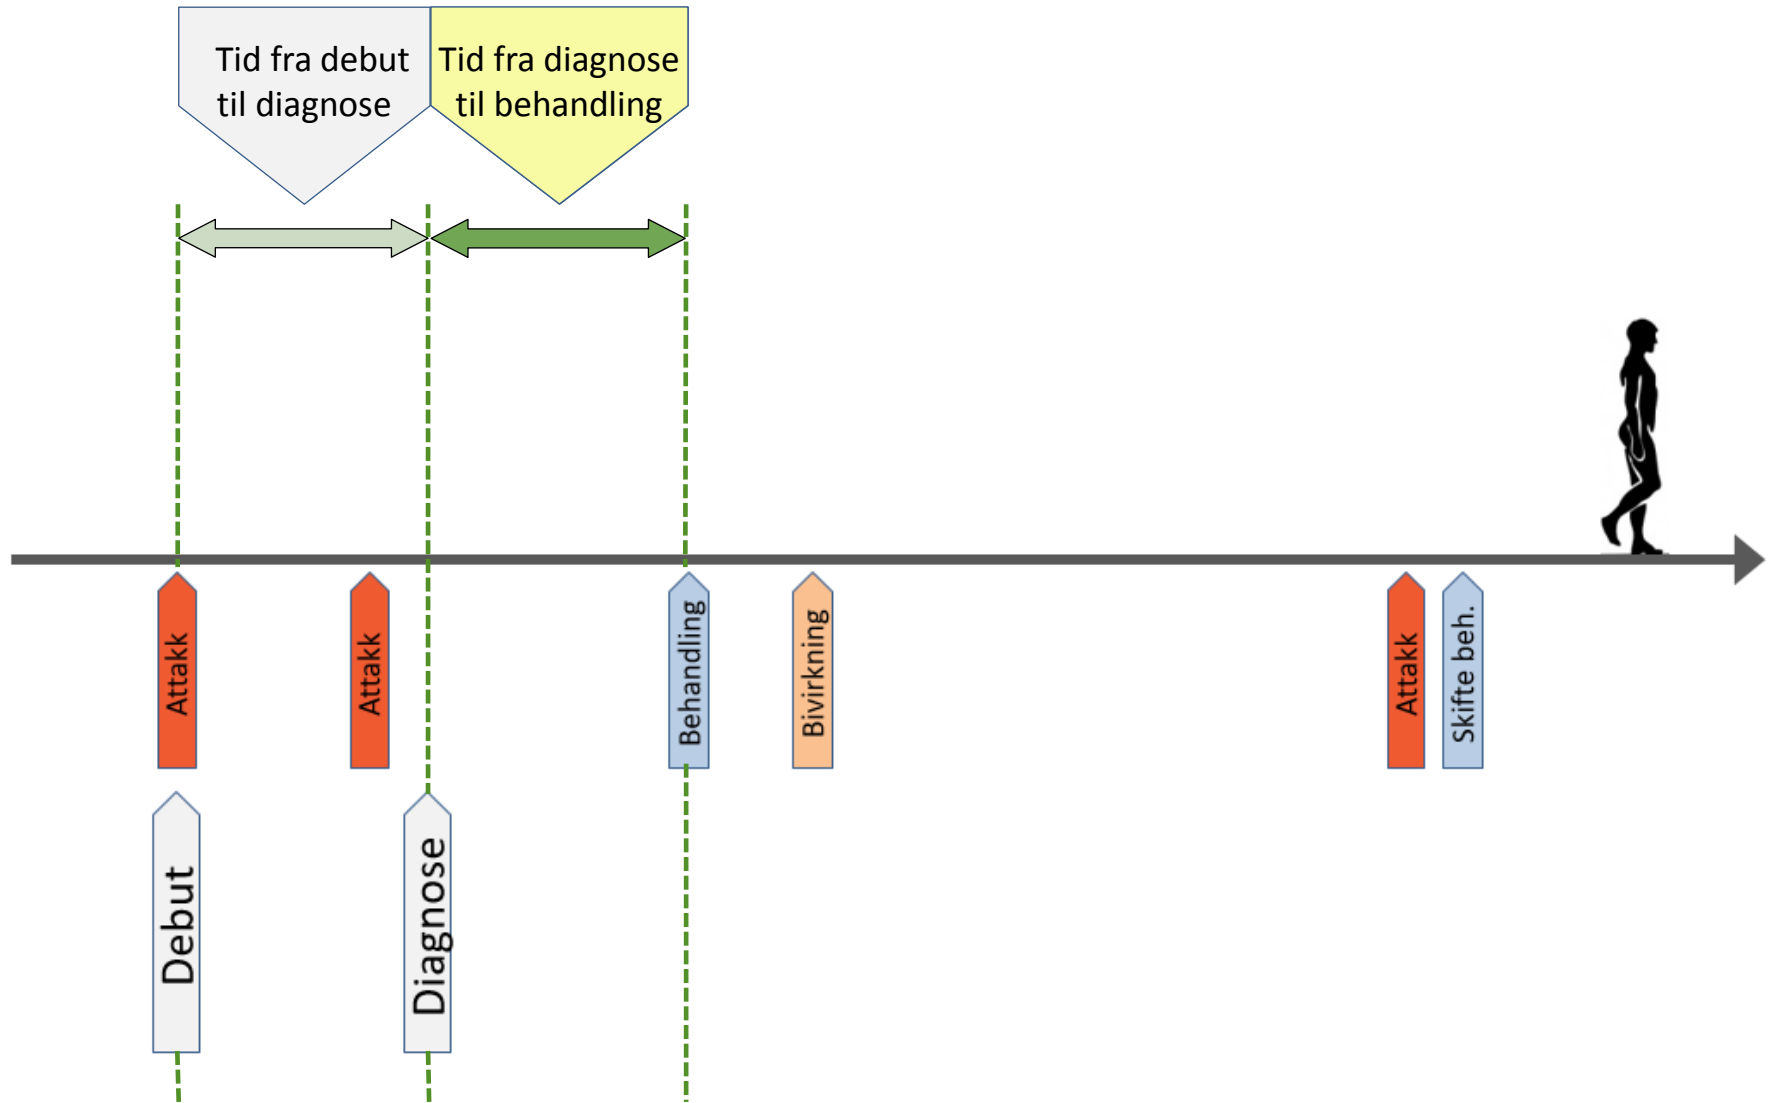 Tid fra debut
til diagnose
Tid fra diagnose
til behandling
Attakk
Attakk
Behandling
Bivirkning
Attakk
Skifte beh.
Debut
Diagnose